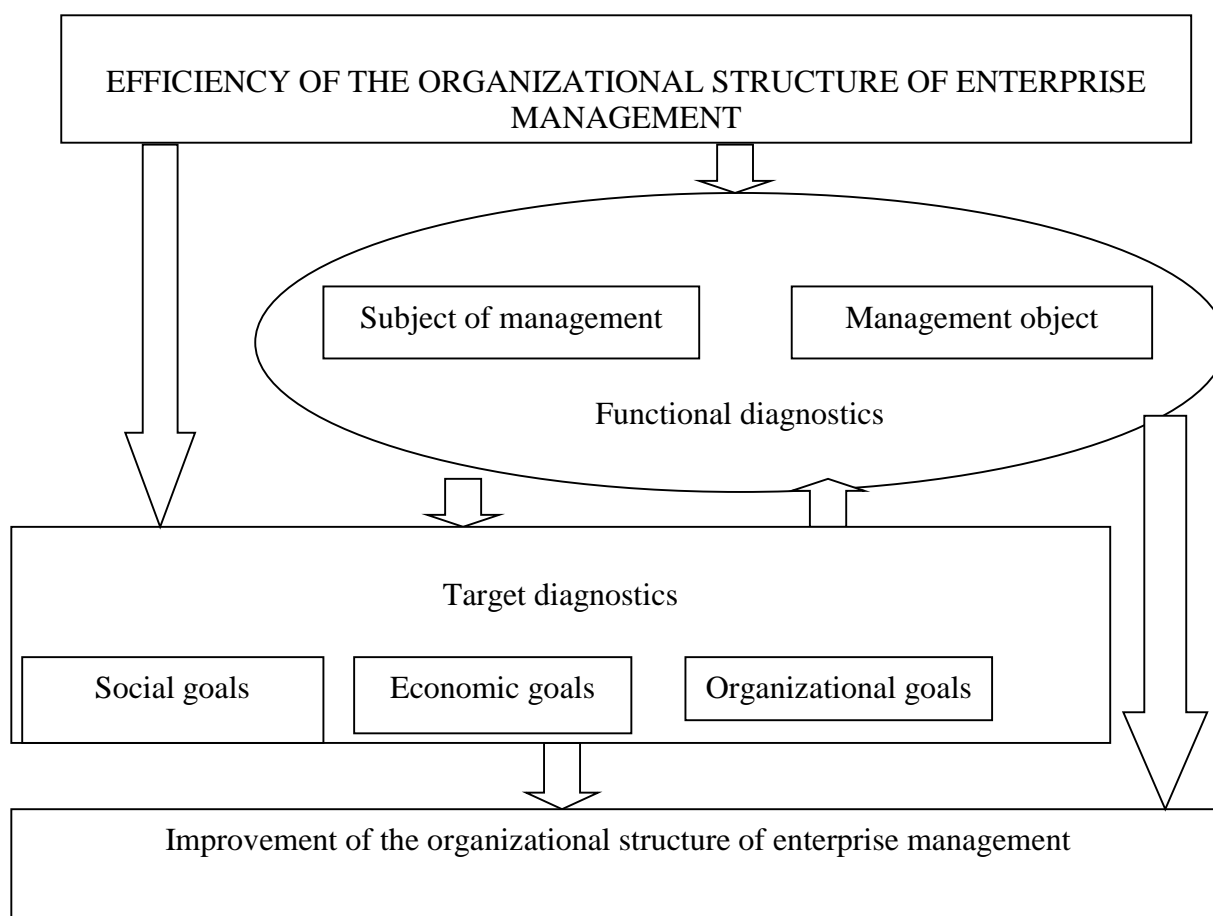 EFFICIENCY OF THE ORGANIZATIONAL STRUCTURE OF ENTERPRISE
MANAGEMENT
Subject of management
Management object
Functional diagnostics
Target diagnostics
Social goals
Economic goals
Organizational goals
Improvement of the organizational structure of enterprise management